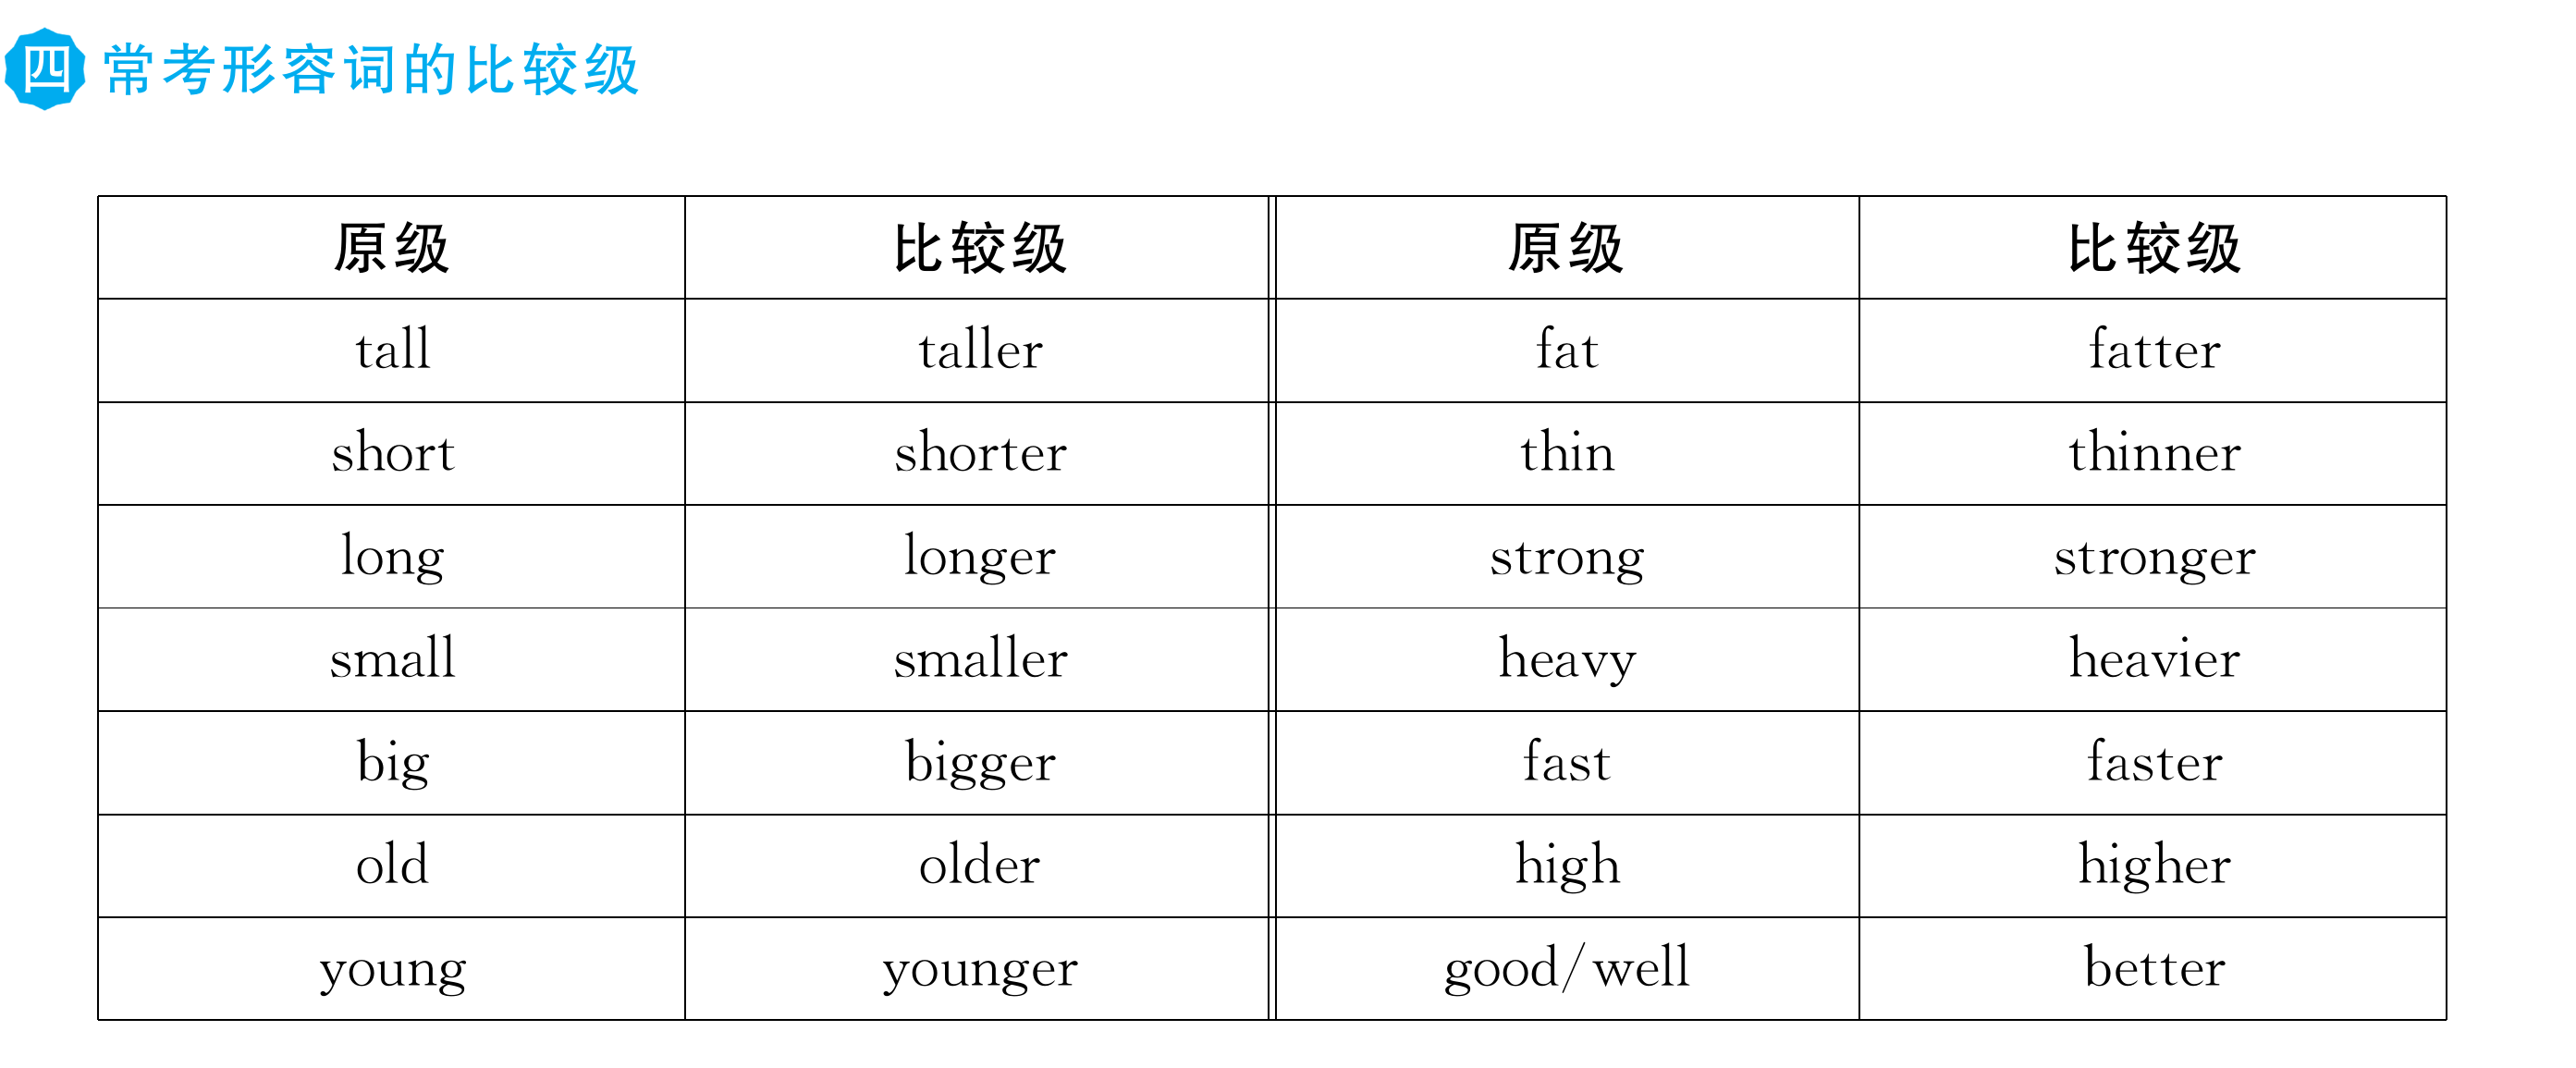 四 常考形容词的比较级
原级 比较级 原级 比较级
tall taller fat fatter
short shorter thin thinner
long longer strong stronger
small smaller heavy heavier
big bigger fast faster
old older high higher
young younger good/well better